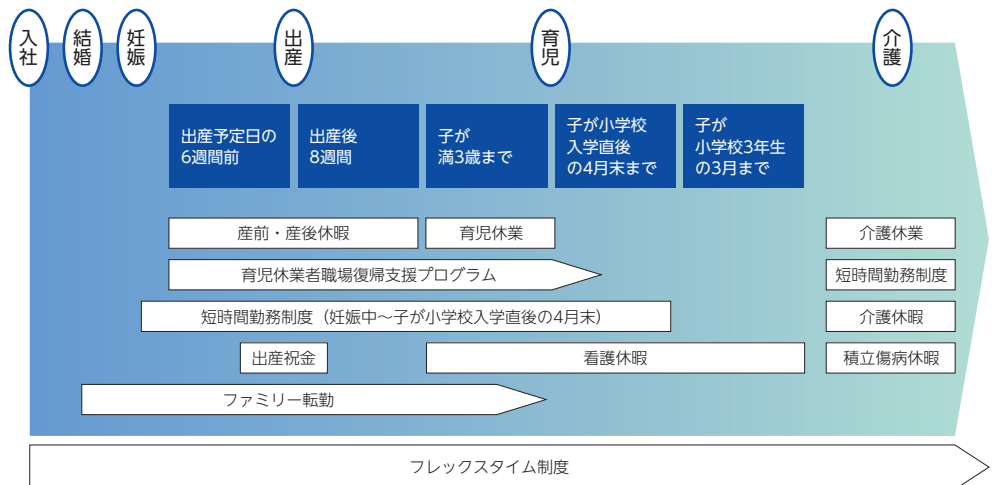 入社
結婚
妊娠
出産
育児
介護
出産予定日の
6週間前
出産後
8週間
子が
満3歳まで
子が小学校
入学直後
の4月末まで
子が
小学校3年生
の3月まで
産前・産後休暇
育児休業
介護休業
育児休業者職場復帰支援プログラム
短時間勤務制度
短時間勤務制度（妊娠中～子が小学校入学直後の4月末）
介護休暇
出産祝金
看護休暇
積立傷病休暇
ファミリー転勤
フレックスタイム制度